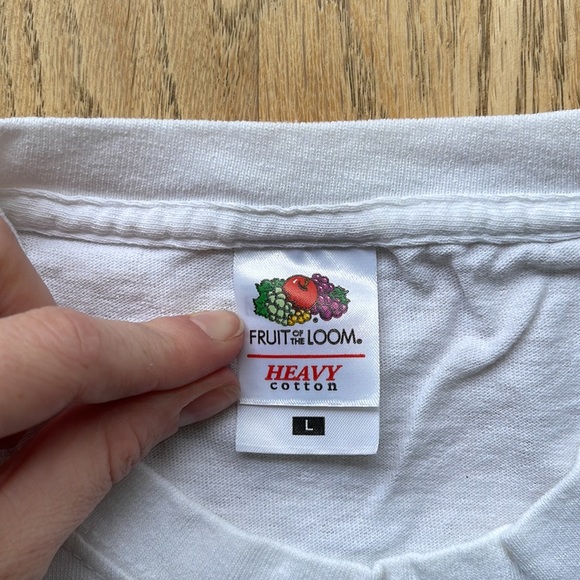 FRUIT OF THE LOOM®
HEAVY
cotton
L